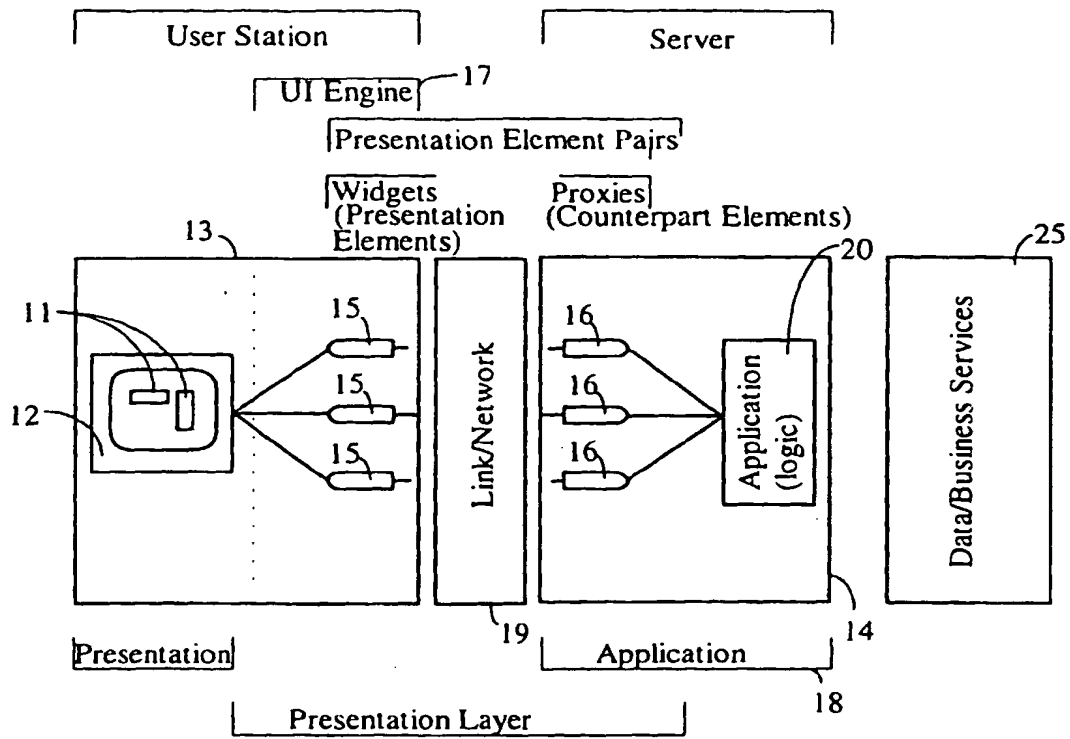 User Station
Server
UI Engine
17
Presentation Element Pairs
Widgets
(Presentation
Elements)
Proxies
(Counterpart Elements)
13
20
25
11
15
16
12
15
16
15
16
Link/Network
Application
(logic)
Data/Business Services
19
14
Presentation
Application
18
Presentation Layer